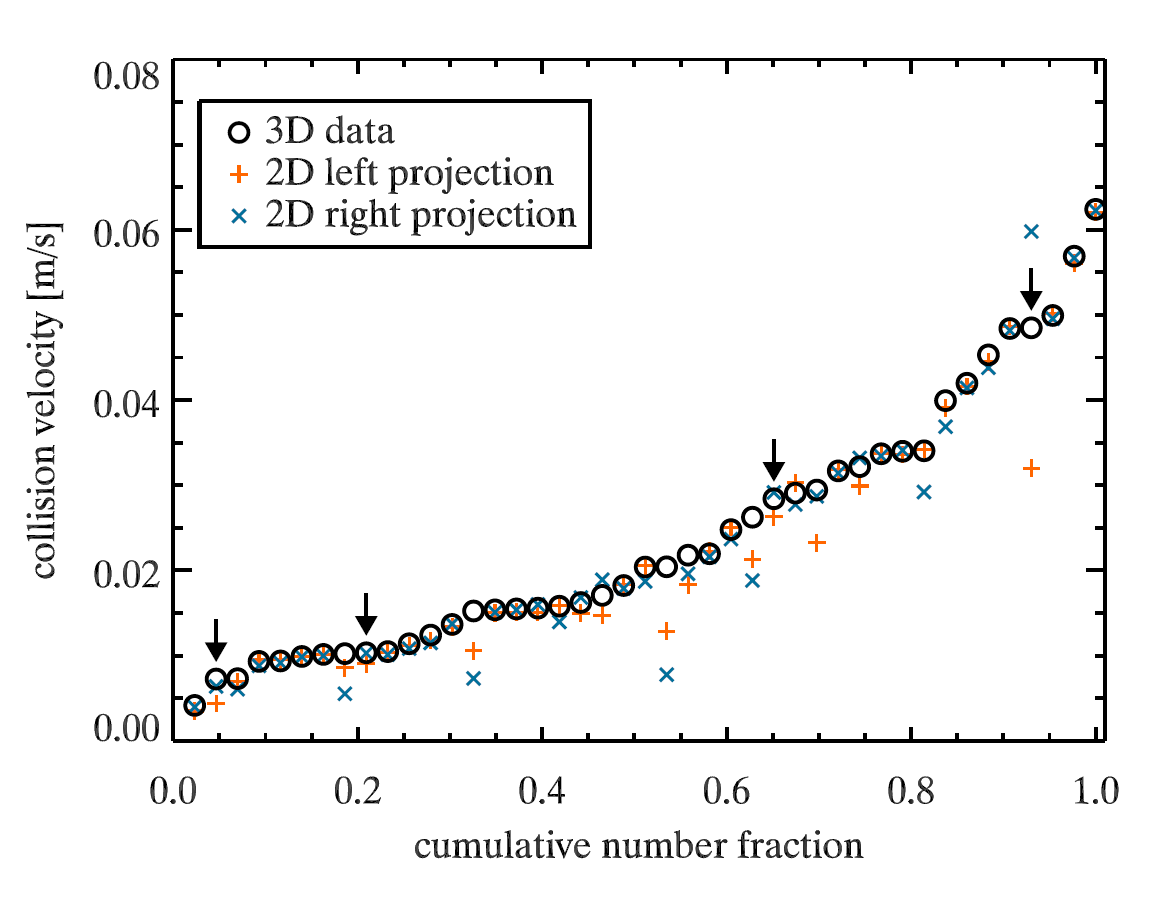 0.08
0.06
0.04
0.02
0.00
collision velocity [m/s]
3D data
2D left projection
2D right projection
0.0 0.2 0.4 0.6 0.8 1.0
cumulative number fraction